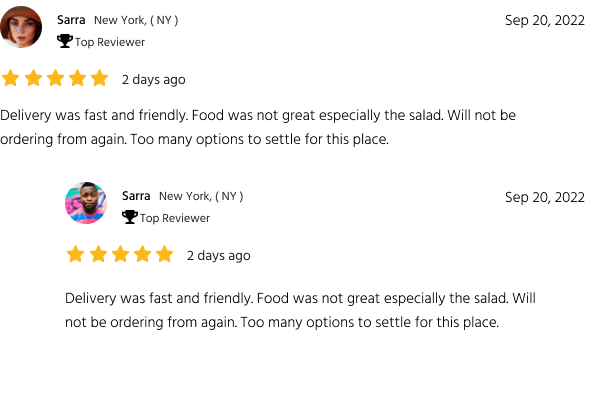 Sarra New York, ( NY ) Sep 20, 2022
Top Reviewer
2 days ago
Delivery was fast and friendly. Food was not great especially the salad. Will not be
ordering from again. Too many options to settle for this place.
Sarra New York, ( NY ) Sep 20, 2022
Top Reviewer
2 days ago
Delivery was fast and friendly. Food was not great especially the salad. Will
not be ordering from again. Too many options to settle for this place.